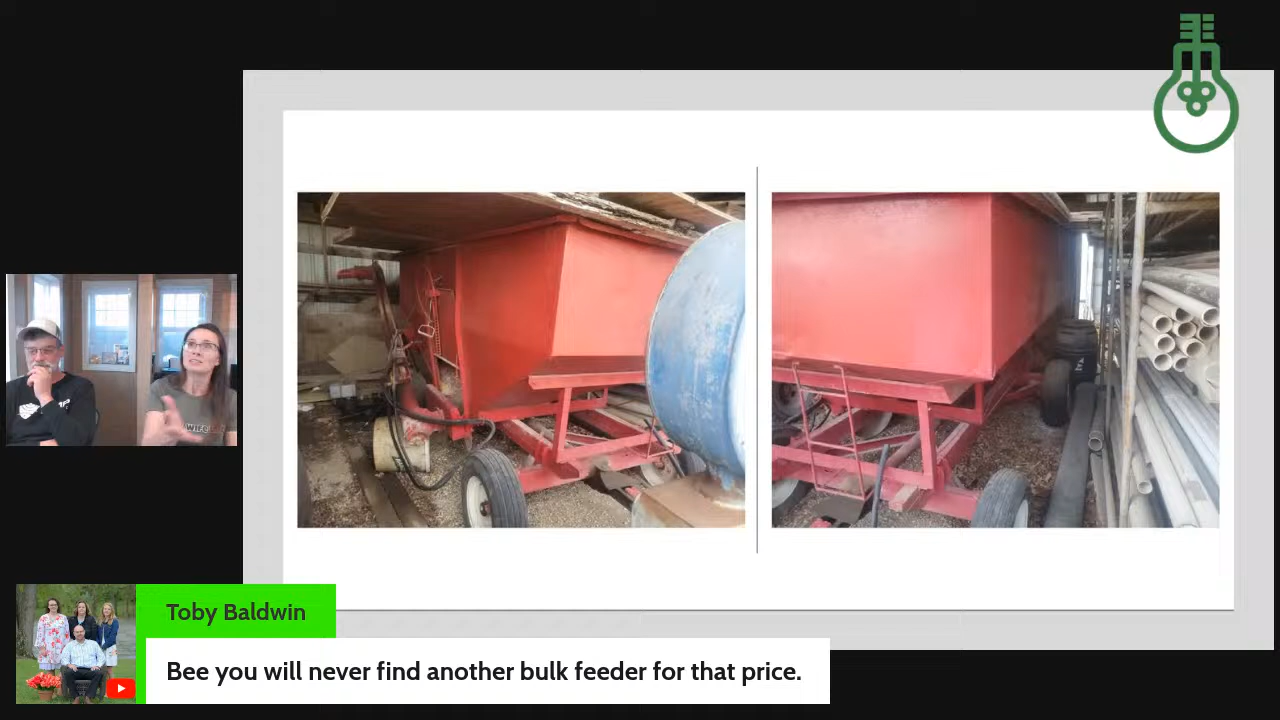 Toby Baldwin
Bee you will never find another bulk feeder for that price.